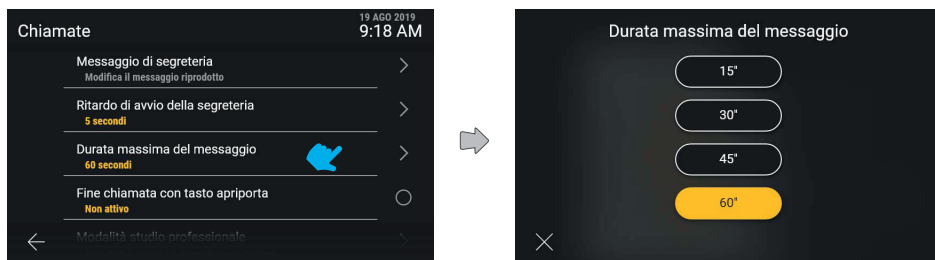 Chiamate
19 AGO 2019
9:18 AM
Messaggio di segreteria
Modifica il messaggio riprodotto
Ritardo di avvio della segreteria
5 secondi
Durata massima del messaggio
60 secondi
Fine chiamata con tasto apriporta
Non attivo
Modalità studio professionale
Durata massima del messaggio
15"
30"
45"
60"